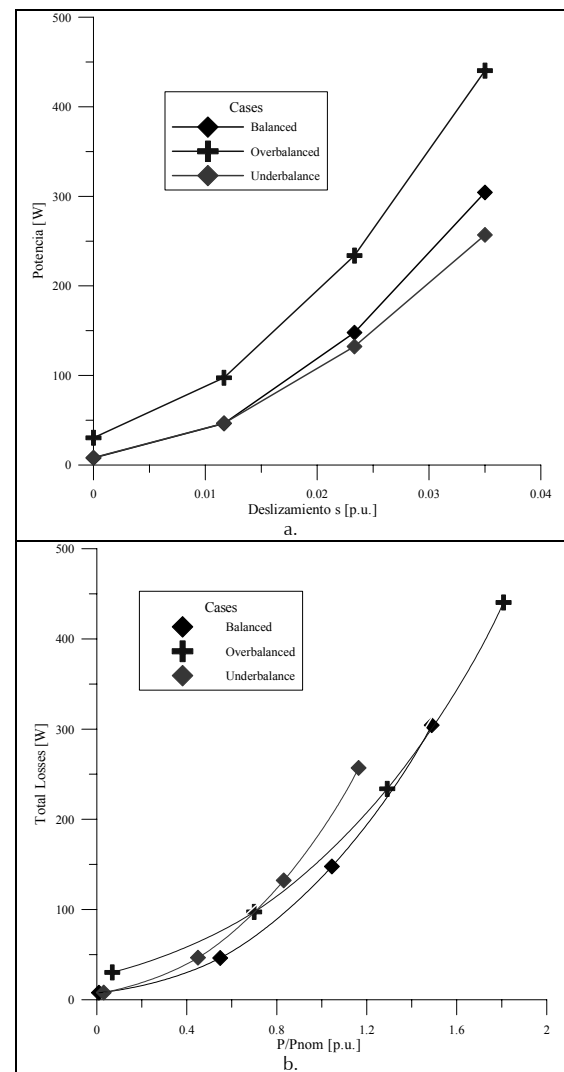 500
400
300
200
100
0
Potencia [W]
Cases
Balanced
Overbalanced
Underbalance
0 0.01 0.02 0.03 0.04
Deslizamiento s [p.u.]
a.
500
400
300
200
100
0
Total Losses [W]
Cases
Balanced
Overbalanced
Underbalance
0 0.4 0.8 1.2 1.6 2
P/Pnom [p.u.]
b.